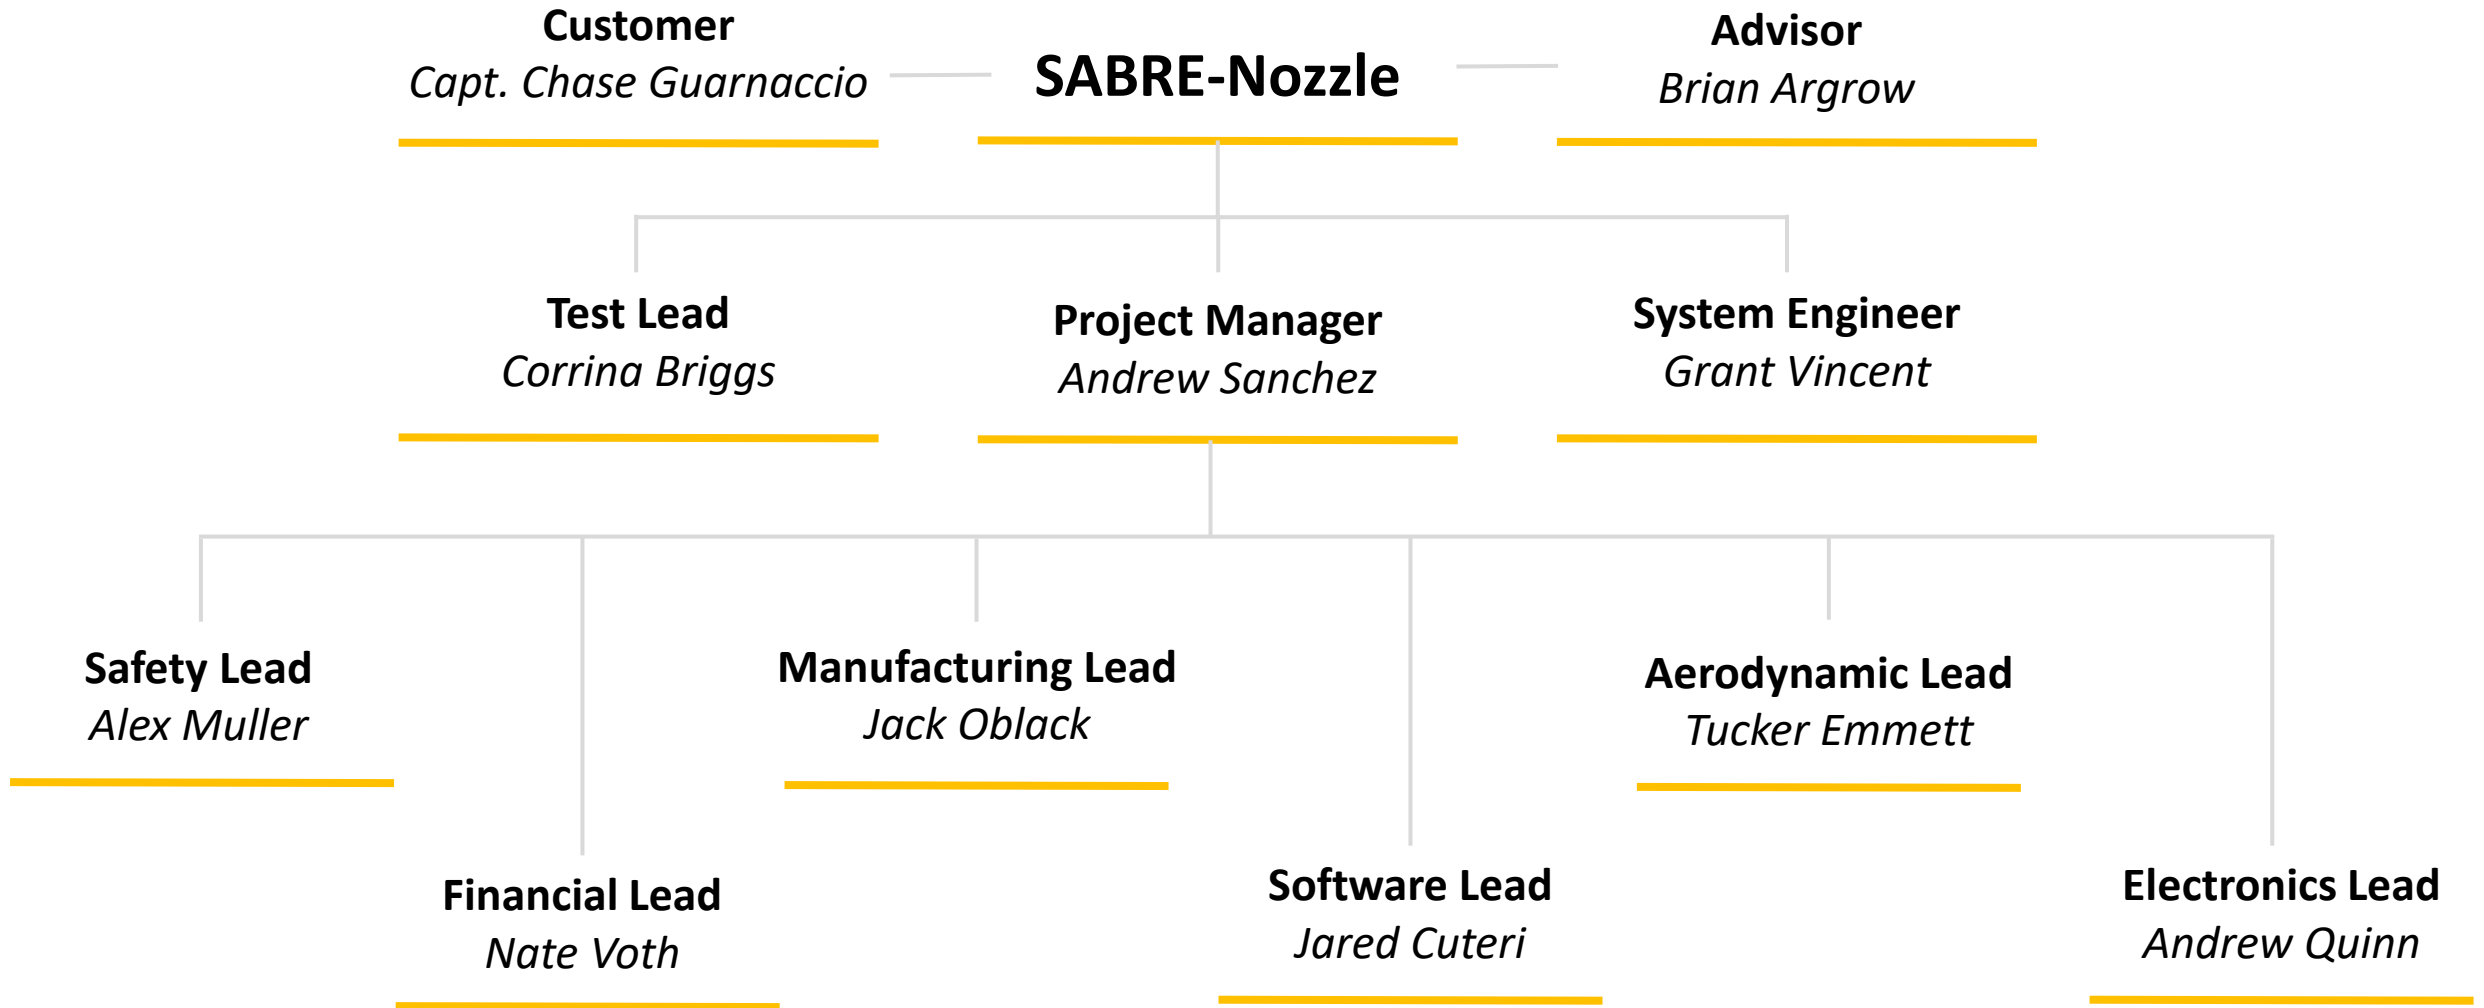 Customer
Capt. Chase Guarnaccio
SABRE-Nozzle
Advisor
Brian Argrow
Test Lead
Corrina Briggs
Project Manager
Andrew Sanchez
System Engineer
Grant Vincent
Safety Lead
Alex Muller
Manufacturing Lead
Jack Oblack
Aerodynamic Lead
Tucker Emmett
Financial Lead
Nate Voth
Software Lead
Jared Cuteri
Electronics Lead
Andrew Quinn